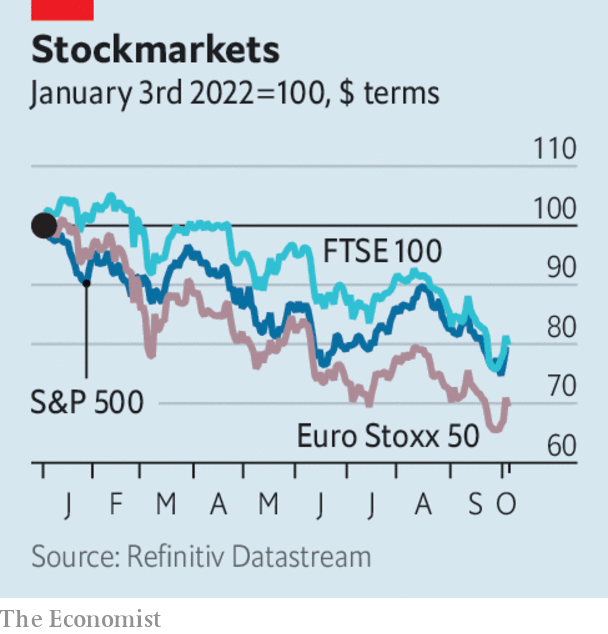 Stockmarkets
January 3rd 2022=100, $ terms
110
100
FTSE 100
90
80
S&P 500
70
Euro Stoxx 50
60
J F M A M J J A S O
Source: Refinitiv Datastream
The Economist